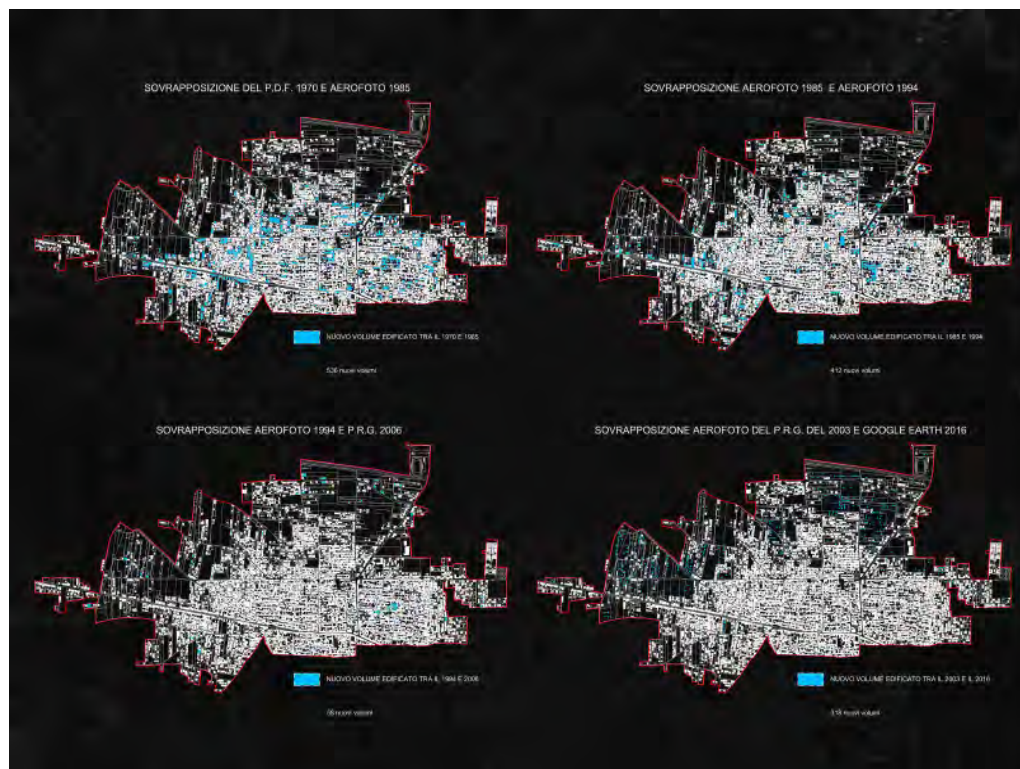 SOVRAPPOSIZIONE DEL P.D.F. 1970 E AEROFOTO 1985
SOVRAPPOSIZIONE AEROFOTO 1985 E AEROFOTO 1994
NUOVO VOLUME EDIFICATO TRA IL 1970 E 1985
nuovi volumi
NUOVO VOLUME EDIFICATO TRA IL 1985 E 1994
412 nuovi volumi
SOVRAPPOSIZIONE AEROFOTO 1994 E P.R.G. 2006
SOVRAPPOSIZIONE AEROFOTO DEL P.R.G. DEL 2003 E GOOGLE EARTH 2016
NUOVO VOLUME EDIFICATO TRA IL 1994 E 2006
nuovi volumi
NUOVO VOLUME EDIFICATO TRA IL 2003 E IL 2016
nuovi volumi